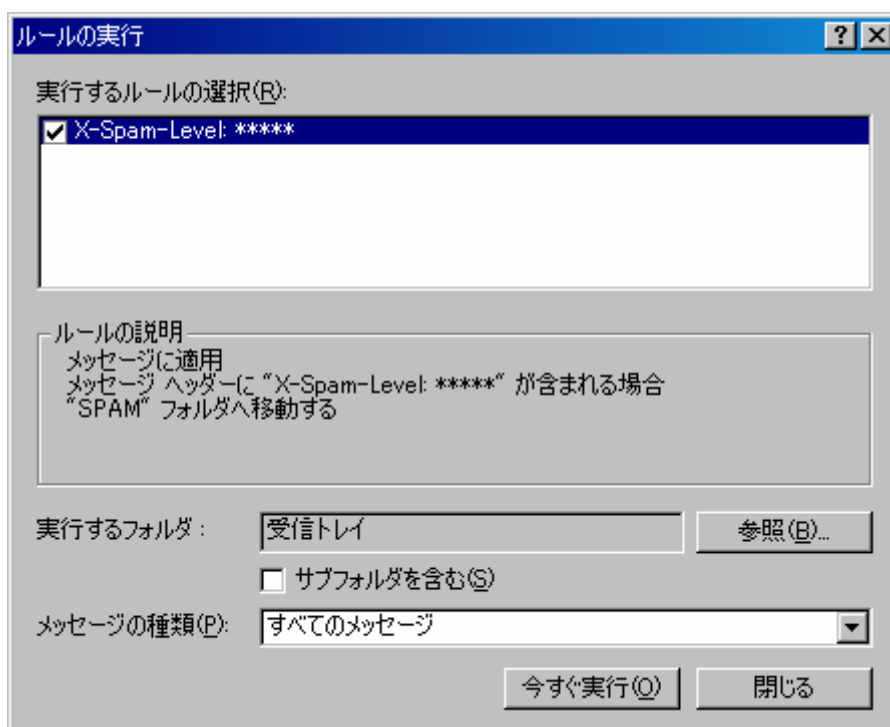 ルールの実行
実行するルールの選択(R):
X-Spam-Level: *****
ルールの説明
メッセージに適用
メッセージ ヘッダーに "X-Spam-Level: *****" が含まれる場合
"SPAM" フォルダへ移動する
実行するフォルダ: 受信トレイ 参照(B)...
サブフォルダを含む(S)
メッセージの種類(P): すべてのメッセージ
今すぐ実行(O) 閉じる